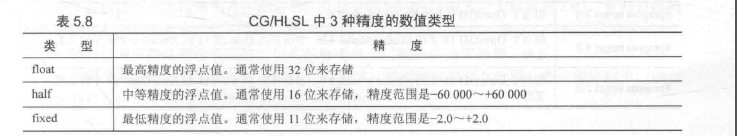 表 5.8 CG/HLSL 中 3 种精度的数值类型
类 型 精 度
float 最高精度的浮点值。通常使用 32 位来存储
half 中等精度的浮点值。通常使用 16 位来存储，精度范围是−60 000～+60 000
fixed 最低精度的浮点值。通常使用 11 位来存储，精度范围是−2.0～+2.0